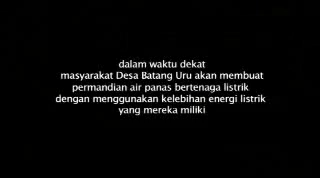 dalam waktu dekat
masyarakat Desa Batang Uru akan membuat
permandian air panas bertenaga listrik
dengan menggunakan kelebihan energi listrik
yang mereka miliki